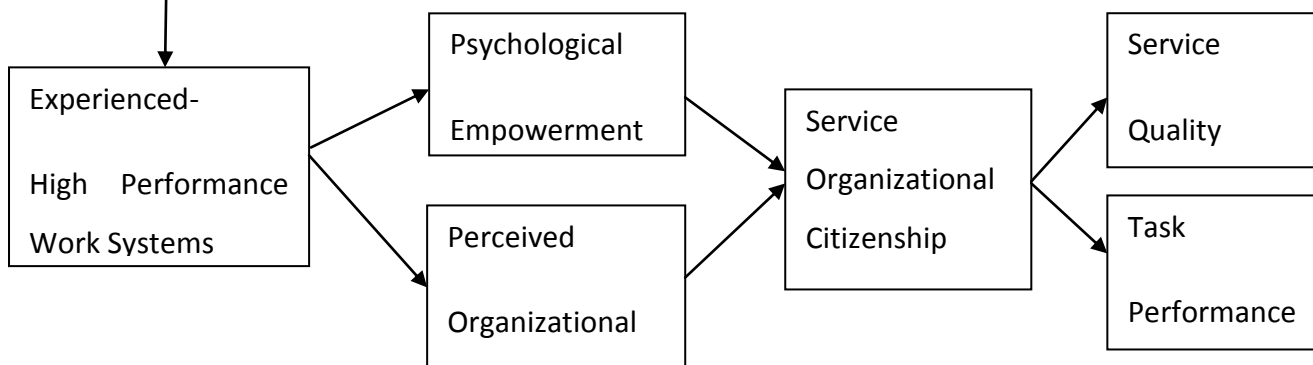 Experienced-
High Performance
Work Systems
Psychological
Empowerment
Perceived
Organizational
Service
Organizational
Citizenship
Service
Quality
Task
Performance